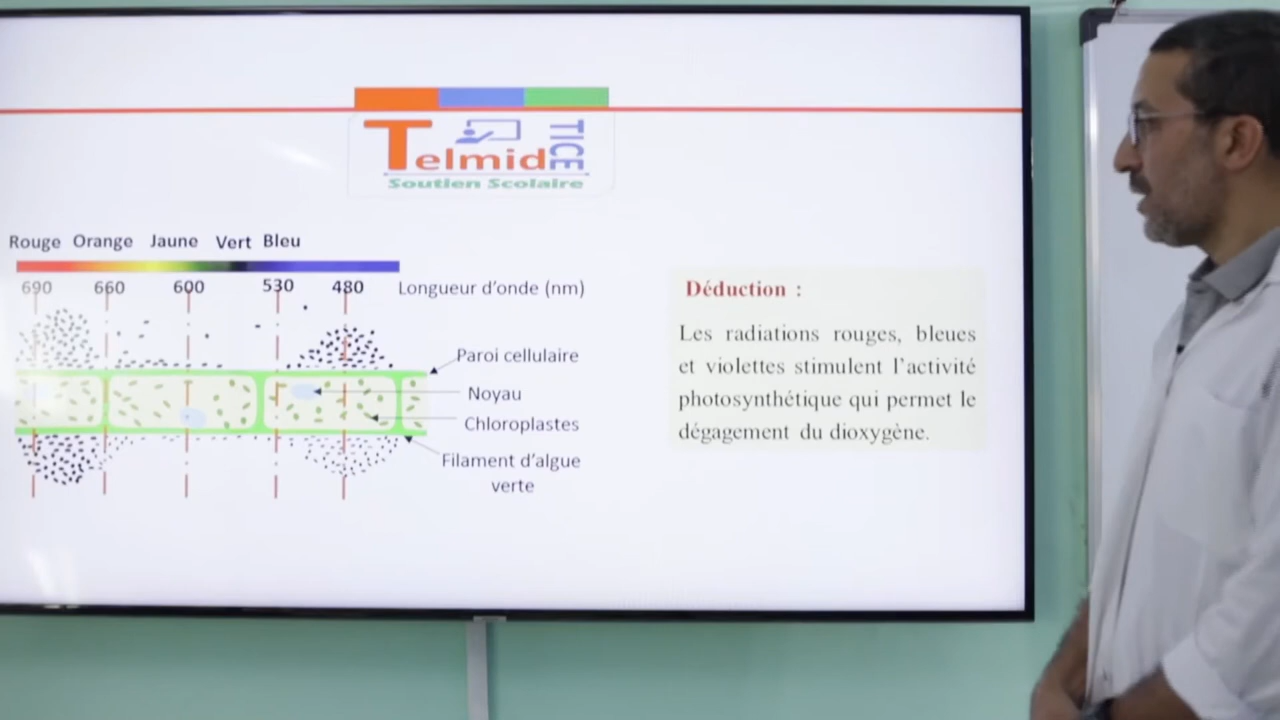 Telmid TICE
Soutien Scolaire
Rouge Orange Jaune Vert Bleu
690 660 600 530 480 Longueur d'onde (nm)
Paroi cellulaire
Noyau
Chloroplastes
Filament d'algue
verte
Déduction :
Les radiations rouges, bleues
et violettes stimulent l'activité
photosynthétique qui permet le
dégagement du dioxygène.